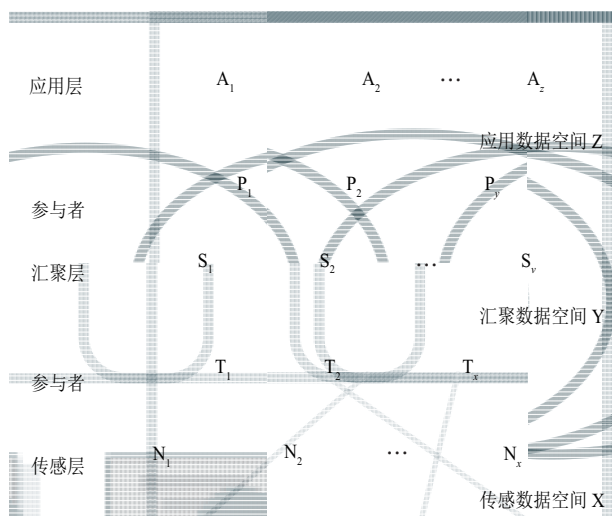 应用层 A1 A2 … Az
应用数据空间 Z
参与者 P1 P2 Py
汇聚层 S1 S2 … Sv
汇聚数据空间 Y
参与者 T1 T2 Tx
传感层 N1 N2 … Nx
传感数据空间 X